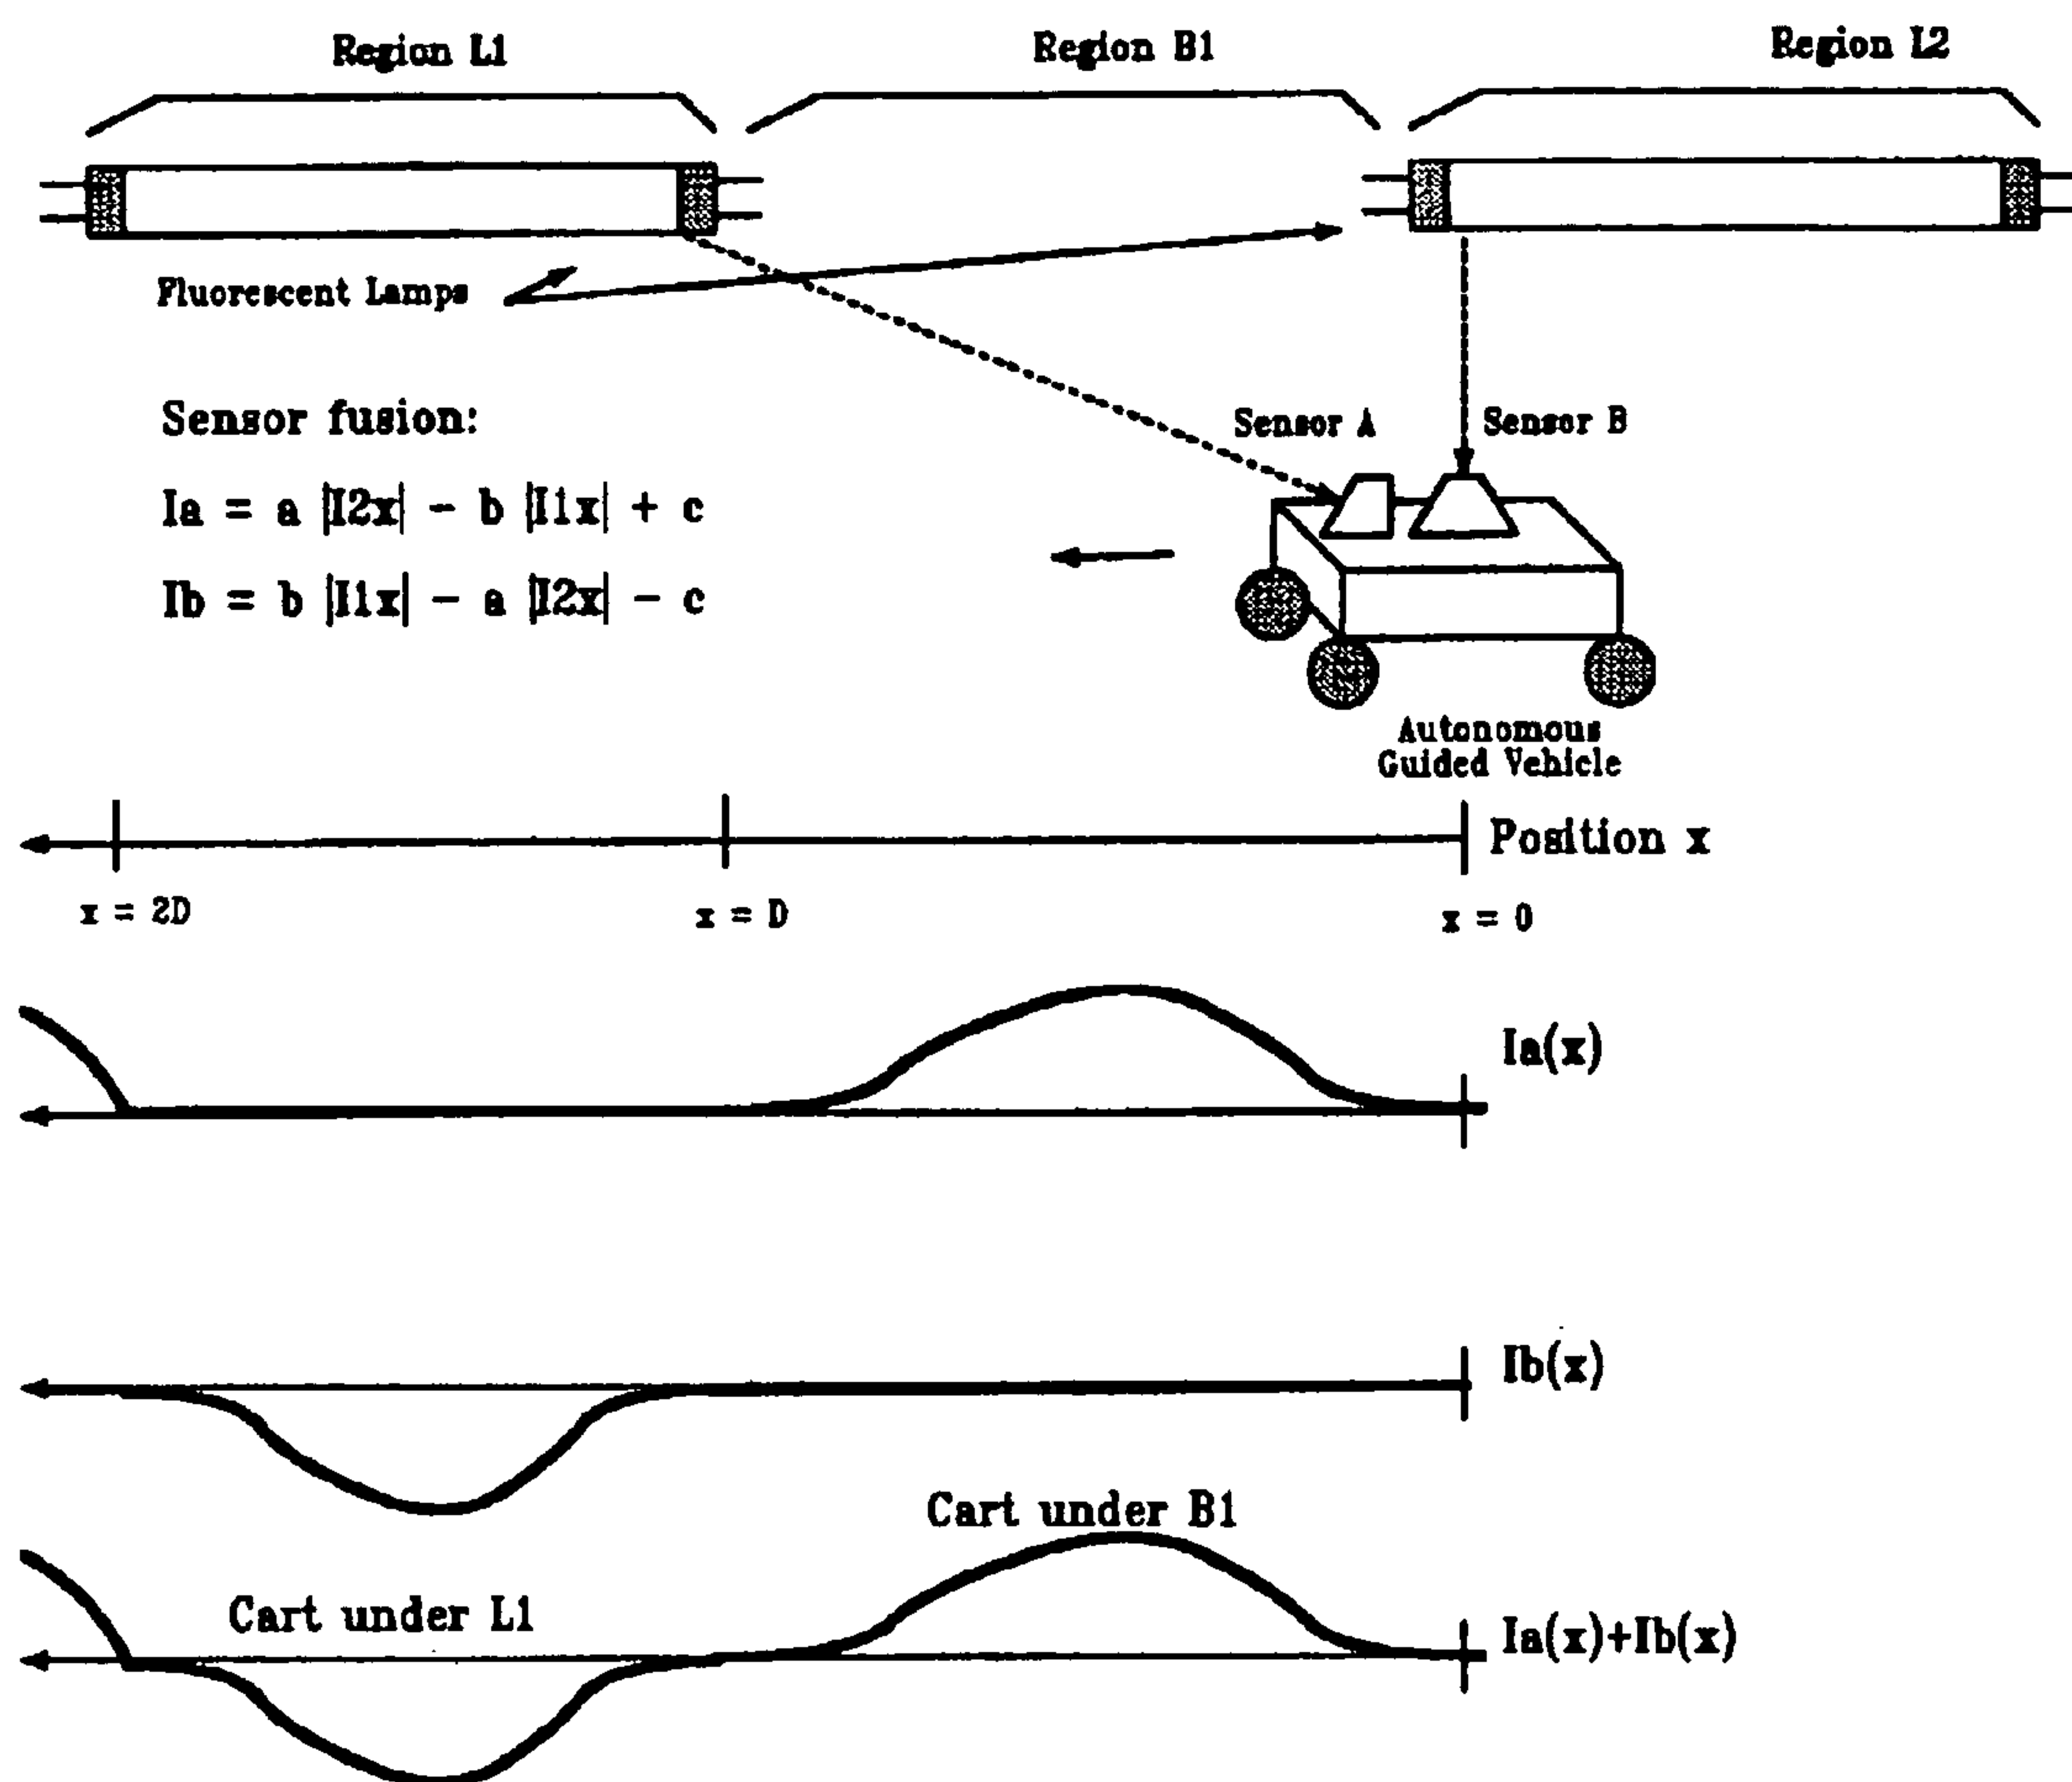 Region L1
Region B1
Region L2
Fluorescent Lamps
Sensor fusion:
Ia = a |I2x| - b |I1x| + c
Ib = b |I1x| - a |I2x| - c
Sensor A
Sensor B
Autonomous
Guided Vehicle
Position x
x = 2D
x = D
x = 0
Ia(x)
Ib(x)
Cart under B1
Cart under L1
Ia(x)+Ib(x)